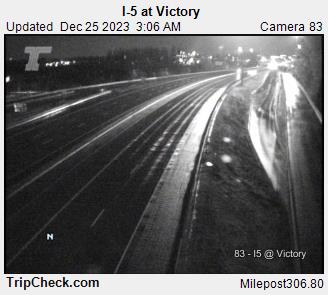 I-5 at Victory
Updated Dec 25 2023 3:06 AM Camera 83
T
N
83 - I5 @ Victory
TripCheck.com Milepost306.80